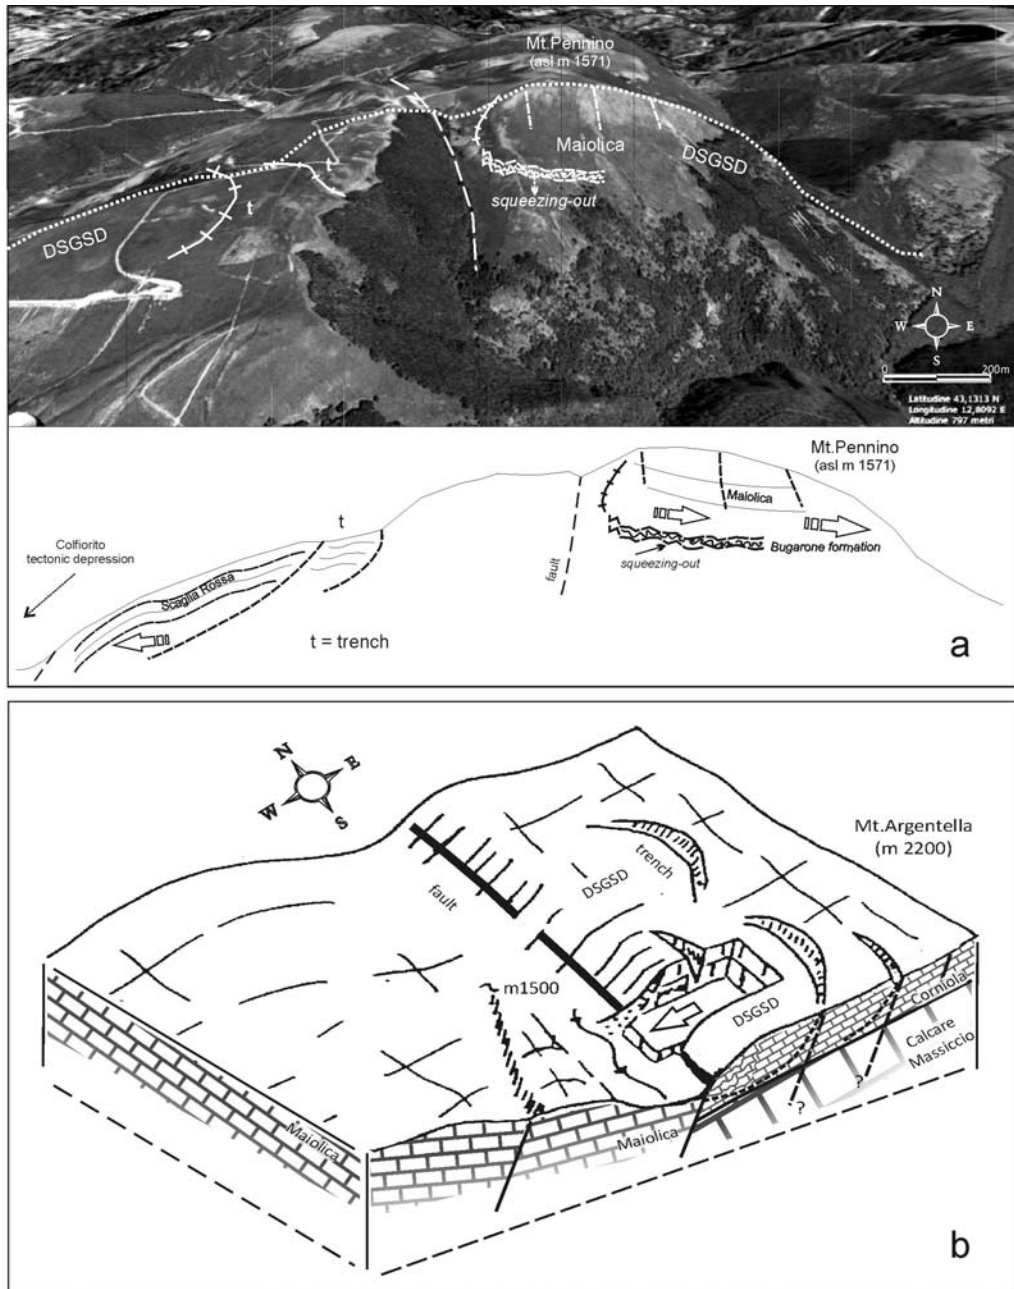 Mt.Pennino
(asl m 1571)
Maiolica
DSGSD
t
squeezing-out
t
DSGSD
N
W
E
S
0
200m
Latitudine 43,1313 N
Longitudine 12,8092 E
Altitudine 797 metri
Mt.Pennino
(asl m 1571)
Maiolica
t
Colfiorito
tectonic depression
Bugarone formation
squeezing-out
fault
Scaglia Rossa
t = trench
a
N
E
W
S
Mt.Argentella
(m 2200)
trench
DSGSD
fault
m1500
DSGSD
Corniola
Calcare
Massiccio
?
?
Maiolica
Maiolica
b